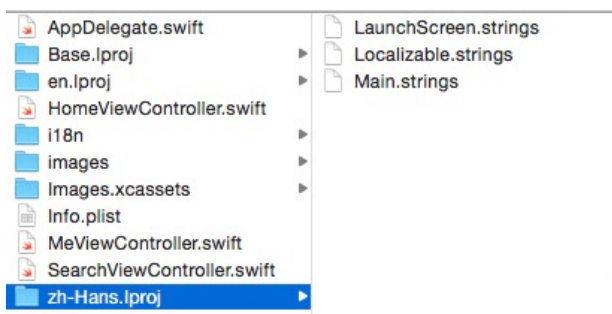 AppDelegate.swift
Base.lproj
en.lproj
HomeViewController.swift
i18n
images
Images.xcassets
Info.plist
MeViewController.swift
SearchViewController.swift
zh-Hans.lproj
LaunchScreen.strings
Localizable.strings
Main.strings